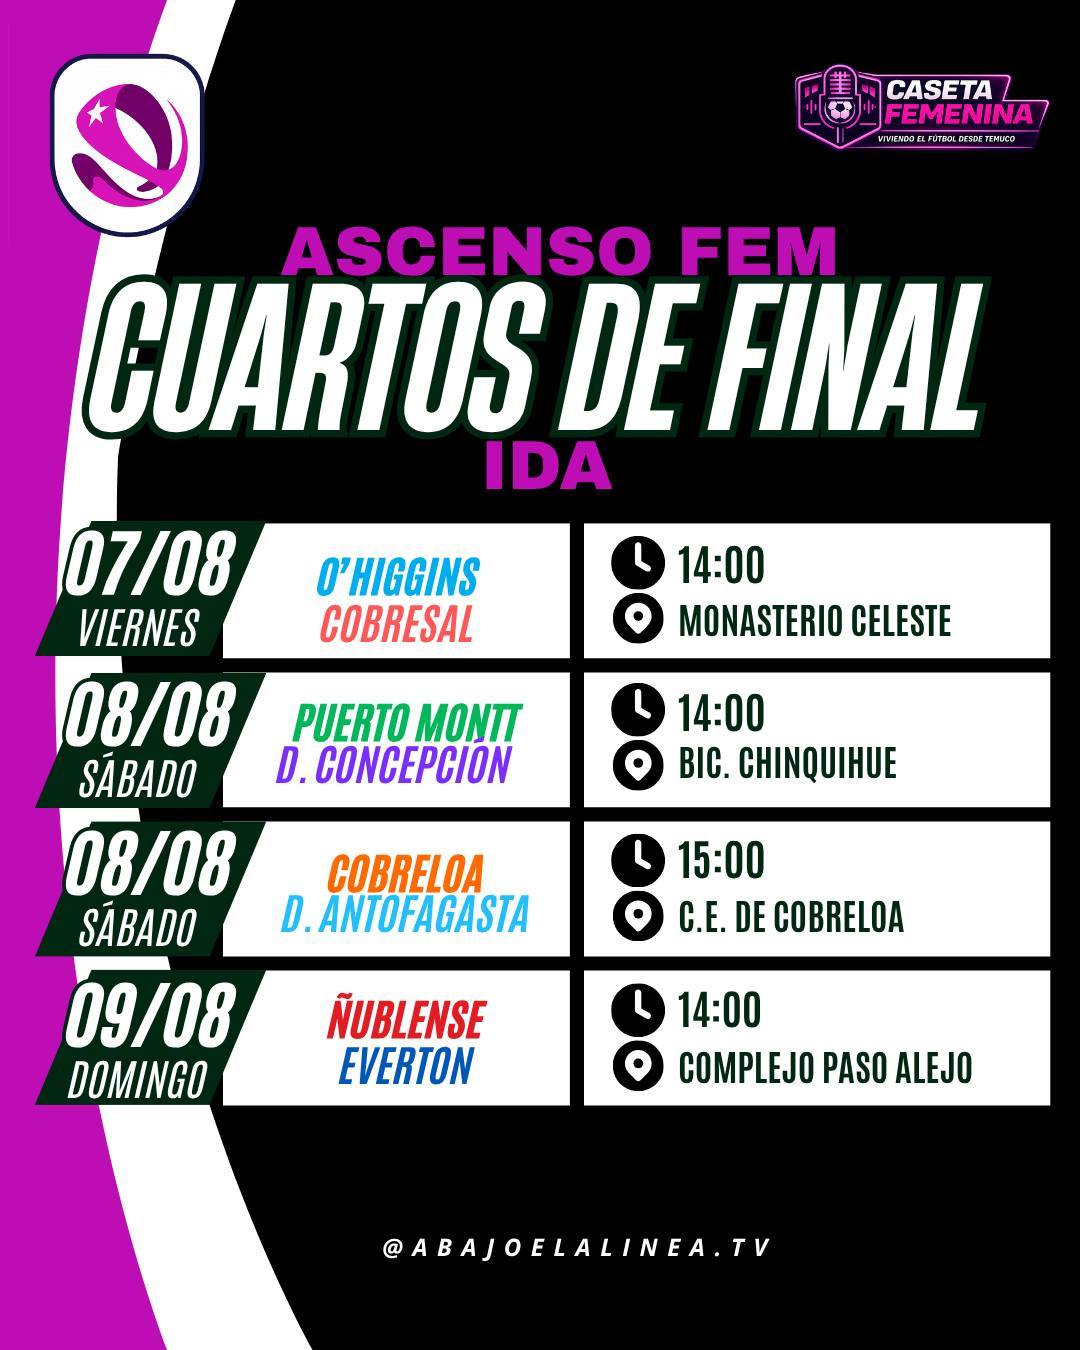 CASETA
FEMENINA
VIVIENDO EL FÚTBOL DESDE TEMUCO
ASCENSO FEM
CUARTOS DE FINAL
IDA
07/08
VIERNES
O'HIGGINS
COBRESAL
14:00
MONASTERIO CELESTE
08/08
SÁBADO
PUERTO MONTT
D. CONCEPCIÓN
14:00
BIC. CHINQUIHUE
08/08
SÁBADO
COBRELOA
D. ANTOFAGASTA
15:00
C.E. DE COBRELOA
09/08
DOMINGO
ÑUBLENSE
EVERTON
14:00
COMPLEJO PASO ALEJO
@ABAJOELALINEA.TV